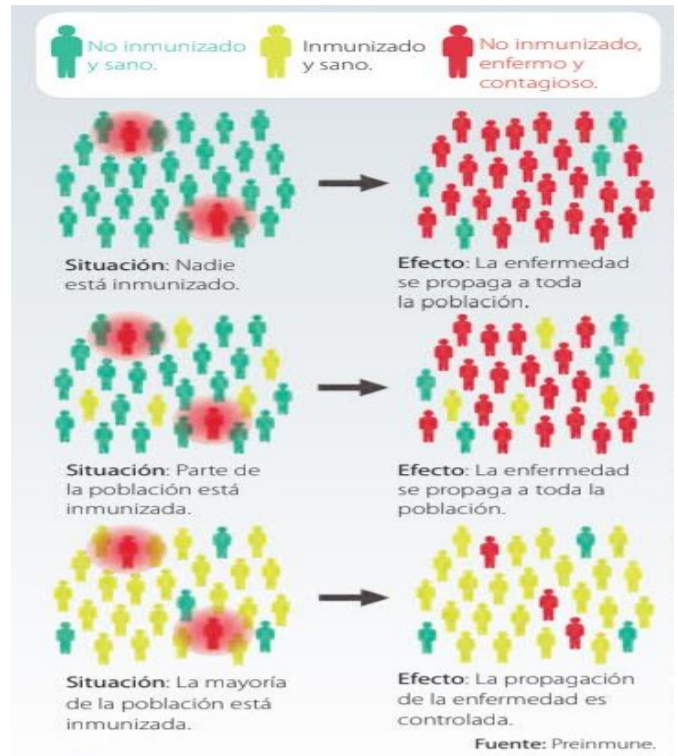 No inmunizado
y sano.
Inmunizado
y sano.
No inmunizado,
enfermo y
contagioso.
Situación: Nadie
está inmunizado.
Efecto: La enfermedad
se propaga a toda
la población.
Situación: Parte de
la población está
inmunizada.
Efecto: La enfermedad
se propaga a toda la
población.
Situación: La mayoría
de la población está
inmunizada.
Efecto: La propagación
de la enfermedad es
controlada.
Fuente: Preinmune.